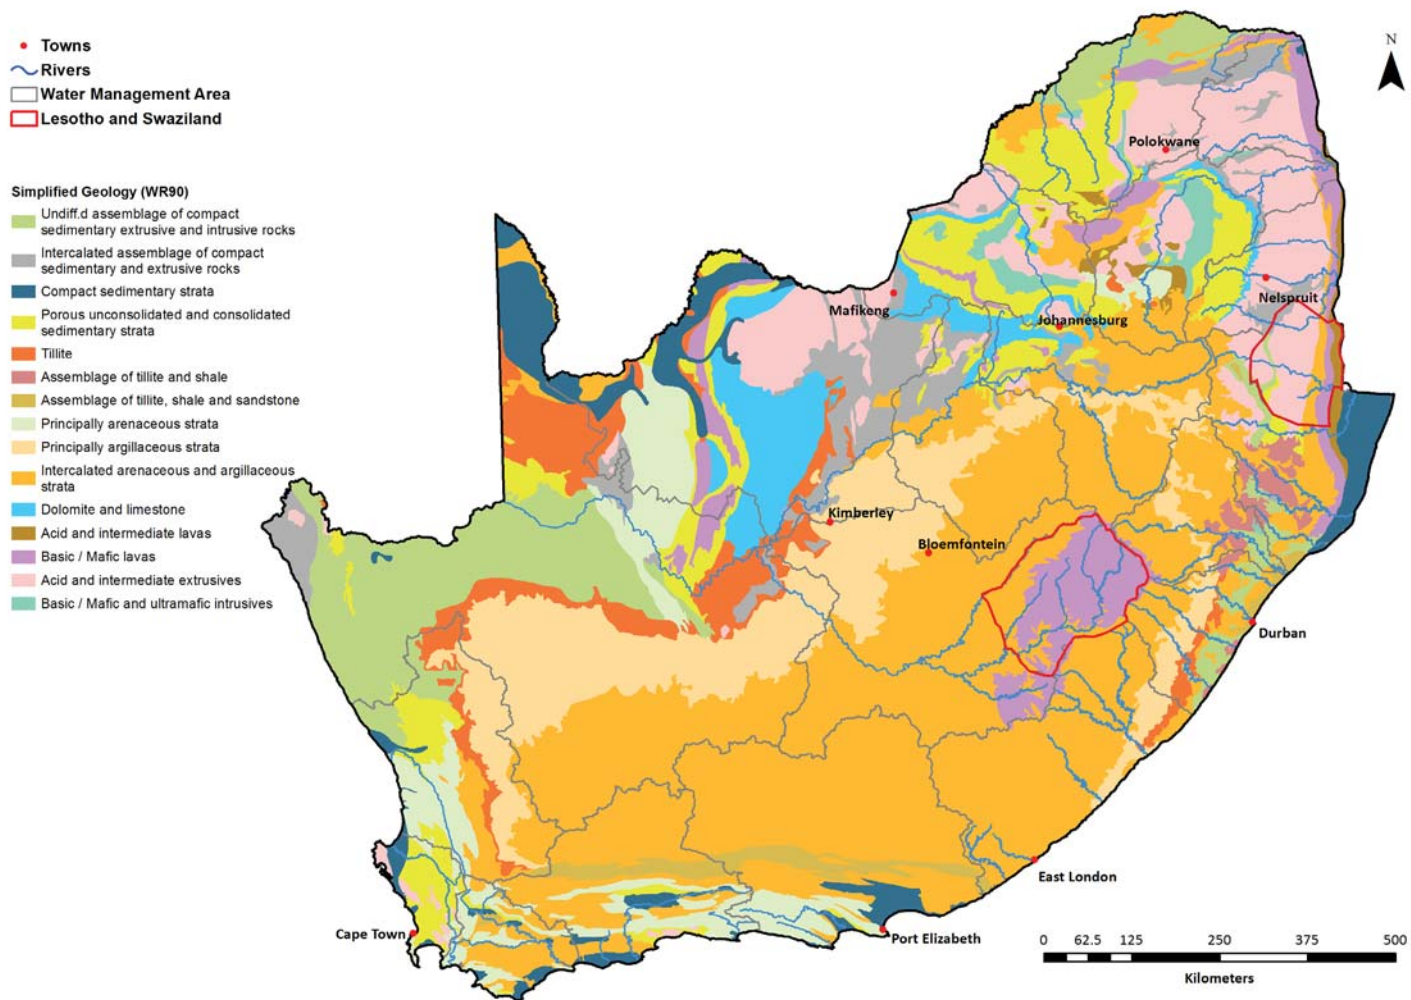 Towns
Rivers
Water Management Area
Lesotho and Swaziland
Simplified Geology (WR90)
Undiff.d assemblage of compact
sedimentary extrusive and intrusive rocks
Intercalated assemblage of compact
sedimentary and extrusive rocks
Compact sedimentary strata
Porous unconsolidated and consolidated
sedimentary strata
Tillite
Assemblage of tillite and shale
Assemblage of tillite, shale and sandstone
Principally arenaceous strata
Principally argillaceous strata
Intercalated arenaceous and argillaceous
strata
Dolomite and limestone
Acid and intermediate lavas
Basic / Mafic lavas
Acid and intermediate extrusives
Basic / Mafic and ultramafic intrusives
N
Polokwane
Nelspruit
Mafikeng
Johannesburg
Kimberley
Bloemfontein
Durban
East London
Cape Town
Port Elizabeth
0 62.5 125 250 375 500
Kilometers